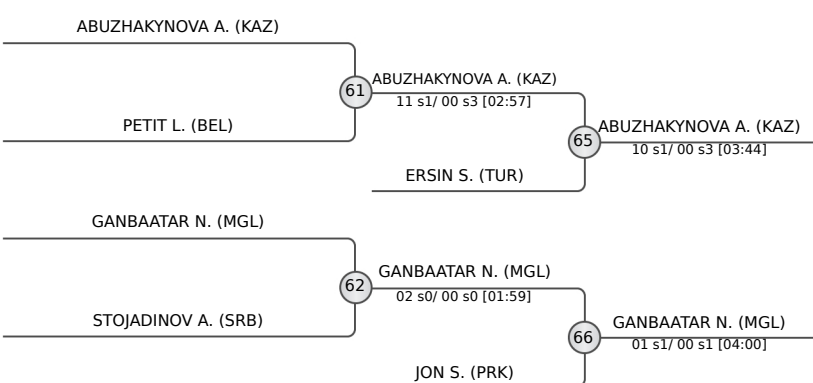 ABUZHAKYNOVA A. (KAZ)
61
ABUZHAKYNOVA A. (KAZ)
11 s1/ 00 s3 [02:57]
PETIT L. (BEL)
65
ABUZHAKYNOVA A. (KAZ)
10 s1/ 00 s3 [03:44]
ERSIN S. (TUR)
GANBAATAR N. (MGL)
62
GANBAATAR N. (MGL)
02 s0/ 00 s0 [01:59]
STOJADINOV A. (SRB)
66
GANBAATAR N. (MGL)
01 s1/ 00 s1 [04:00]
JON S. (PRK)